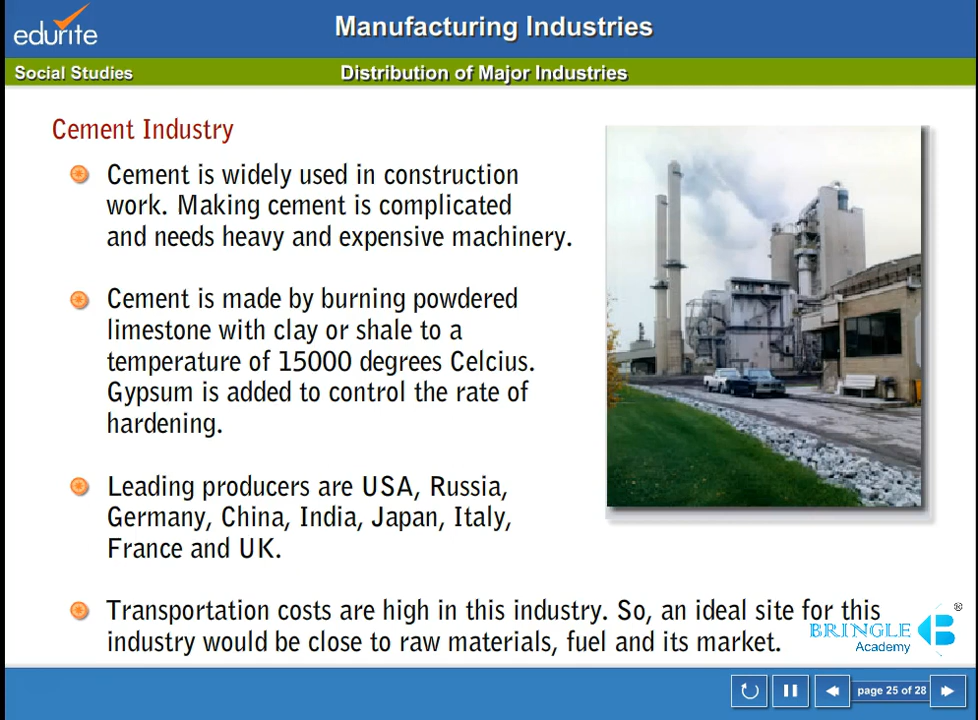 edurite
Manufacturing Industries
Social Studies
Distribution of Major Industries
Cement Industry
Cement is widely used in construction
work. Making cement is complicated
and needs heavy and expensive machinery.
Cement is made by burning powdered
limestone with clay or shale to a
temperature of 15000 degrees Celcius.
Gypsum is added to control the rate of
hardening.
Leading producers are USA, Russia,
Germany, China, India, Japan, Italy,
France and UK.
Transportation costs are high in this industry. So, an ideal site for this
industry would be close to raw materials, fuel and its market.
BRINGLE ®
Academy
page 25 of 28